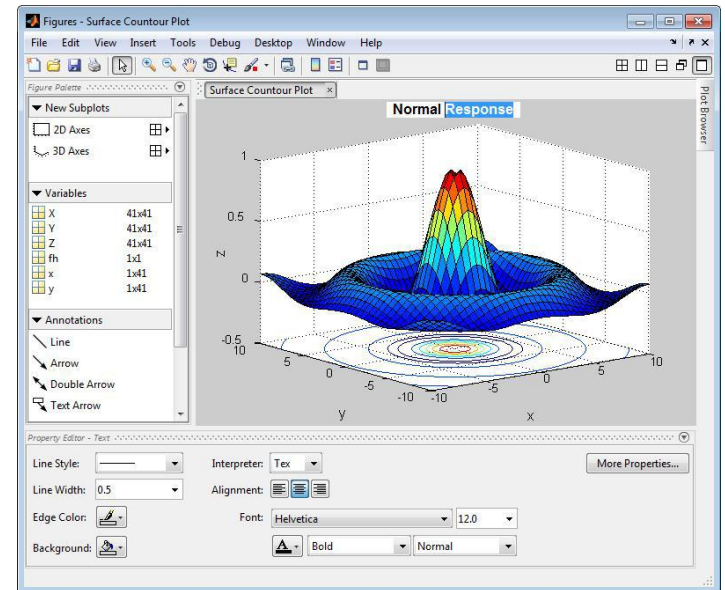 Figures - Surface Countour Plot
File Edit View Insert Tools Debug Desktop Window Help
Figure Palette
New Subplots
2D Axes
3D Axes
Variables
X 41x41
Y 41x41
Z 41x41
fh 1x1
x 1x41
y 1x41
Annotations
Line
Arrow
Double Arrow
Text Arrow
Surface Countour Plot
Normal Response
1
0.5
0
-0.5
z
10
5
0
-5
-10
y
-10
-5
0
5
10
x
Plot Browser
Property Editor - Text
Line Style: Interpreter: Tex More Properties...
Line Width: 0.5 Alignment:
Edge Color: Font: Helvetica 12.0
Background: A Bold Normal